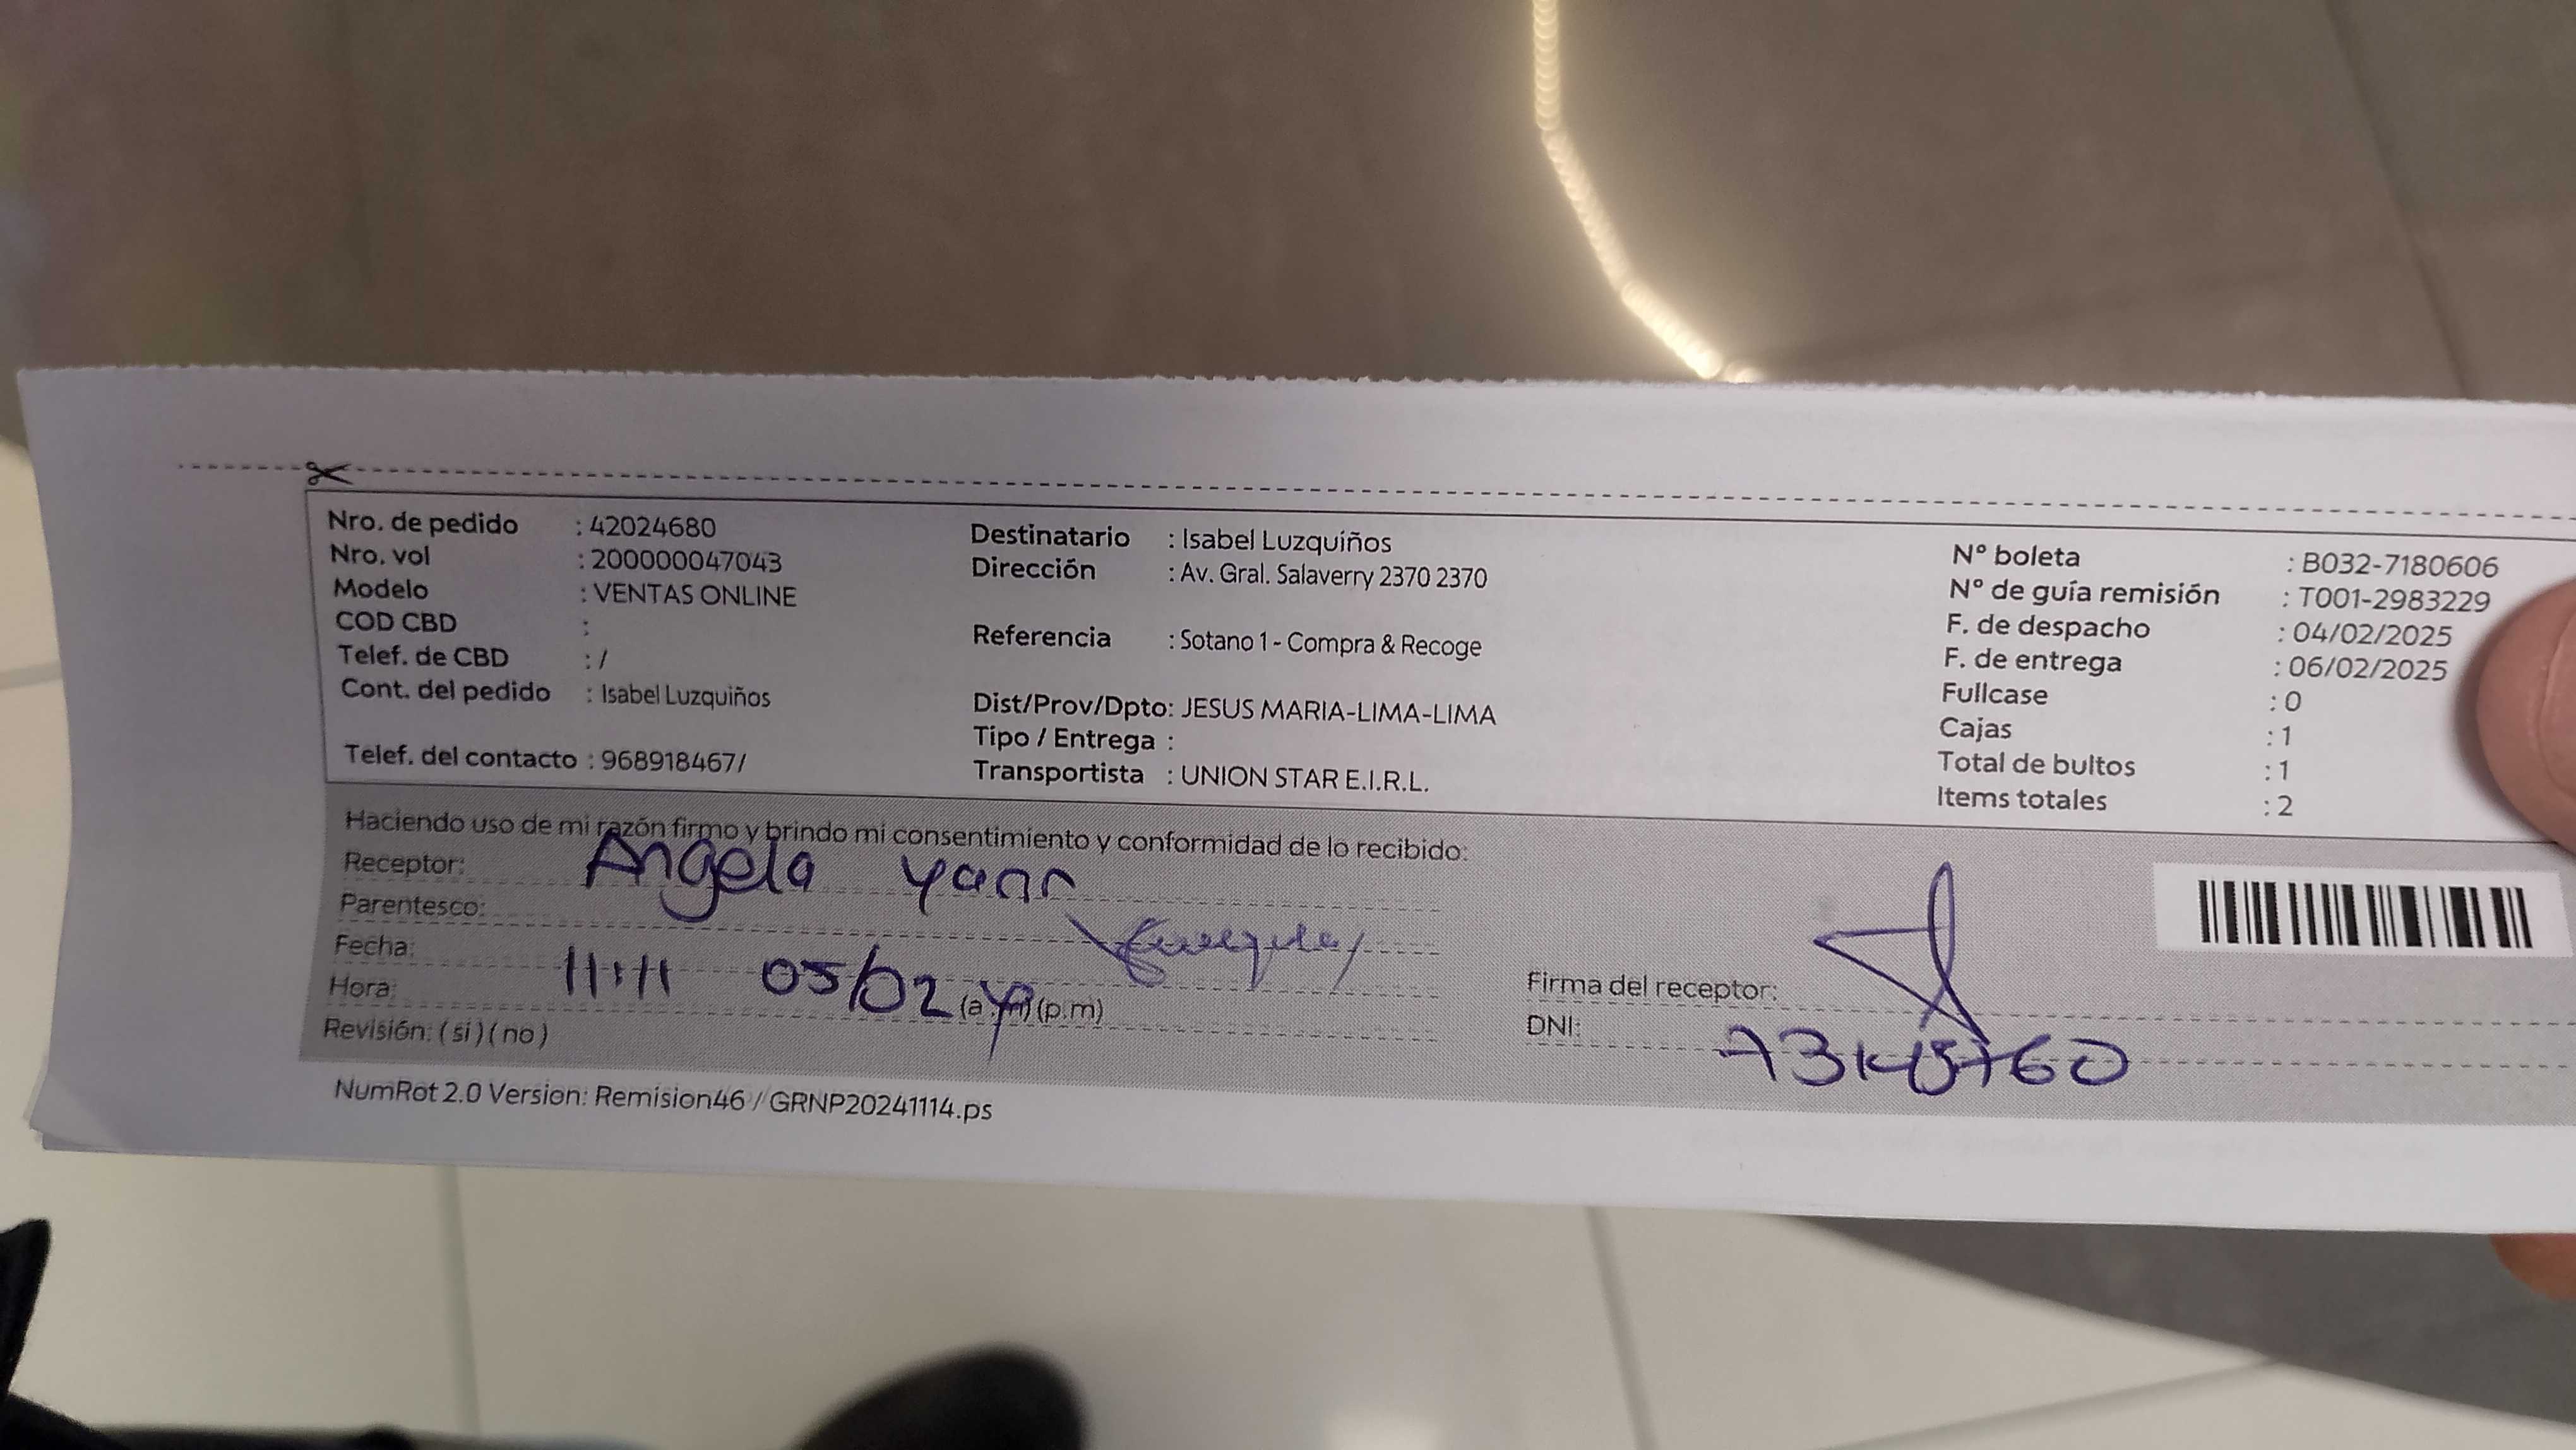 Nro. de pedido : 42024680
Nro. vol : 200000047043
Modelo : VENTAS ONLINE
COD CBD :
Telef. de CBD : /
Cont. del pedido : Isabel Luzquiños
Telef. del contacto : 968918467/
Destinatario : Isabel Luzquiños
Dirección : Av. Gral. Salaverry 2370 2370
Referencia : Sotano 1 - Compra & Recoge
Dist/Prov/Dpto: JESUS MARIA-LIMA-LIMA
Tipo / Entrega :
Transportista : UNION STAR E.I.R.L.
N° boleta : B032-7180606
N° de guía remisión : T001-2983229
F. de despacho : 04/02/2025
F. de entrega : 06/02/2025
Fullcase : 0
Cajas : 1
Total de bultos : 1
Items totales : 2
Haciendo uso de mi razón firmo y brindo mi consentimiento y conformidad de lo recibido:
Receptor: Angela
Parentesco:
Fecha: 11:11 05/02
Hora: (a.m) (p.m)
Revisión: ( si ) ( no )
Firma del receptor:
DNI:
NumRot 2.0 Version: Remision46 / GRNP20241114.ps